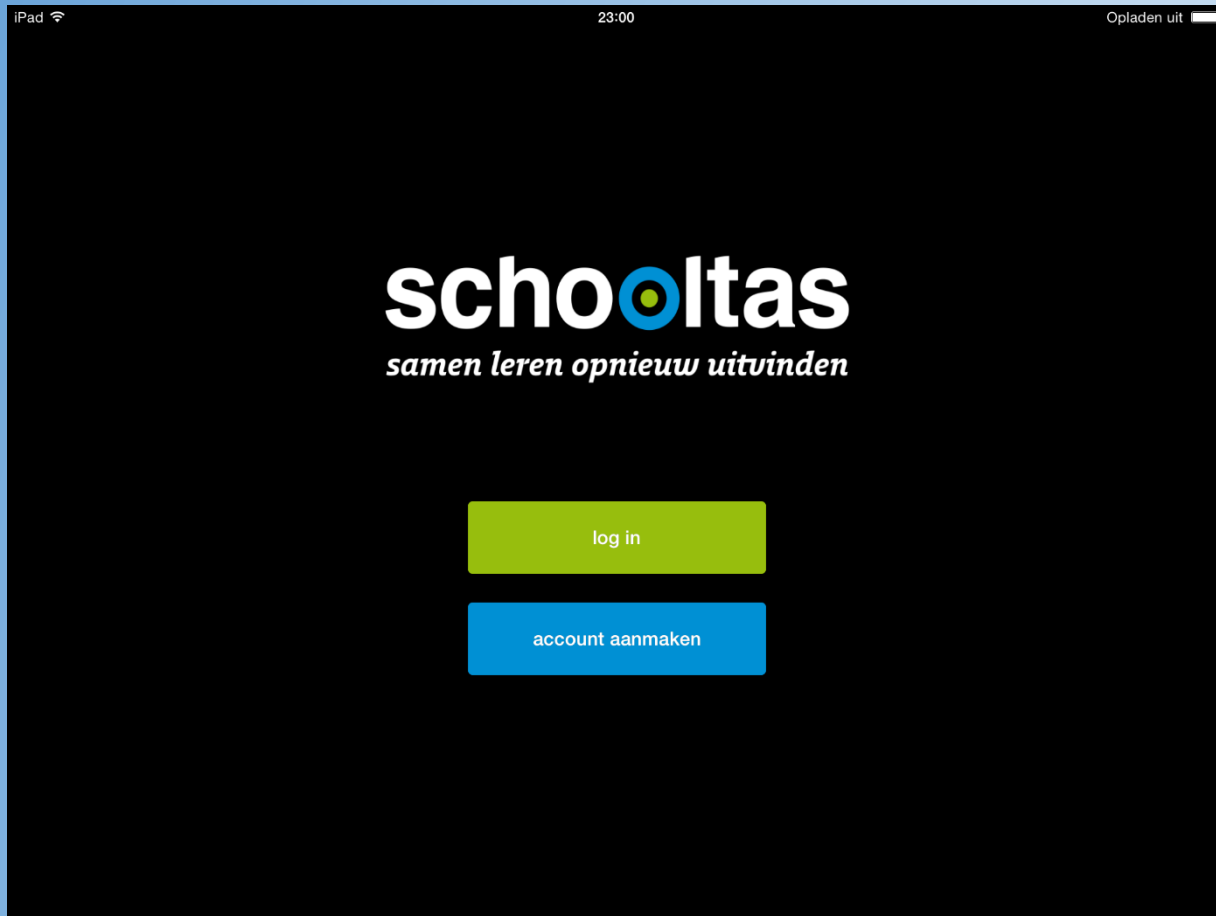 iPad 23:00 Opladen uit
schooltas
samen leren opnieuw uitvinden
log in
account aanmaken